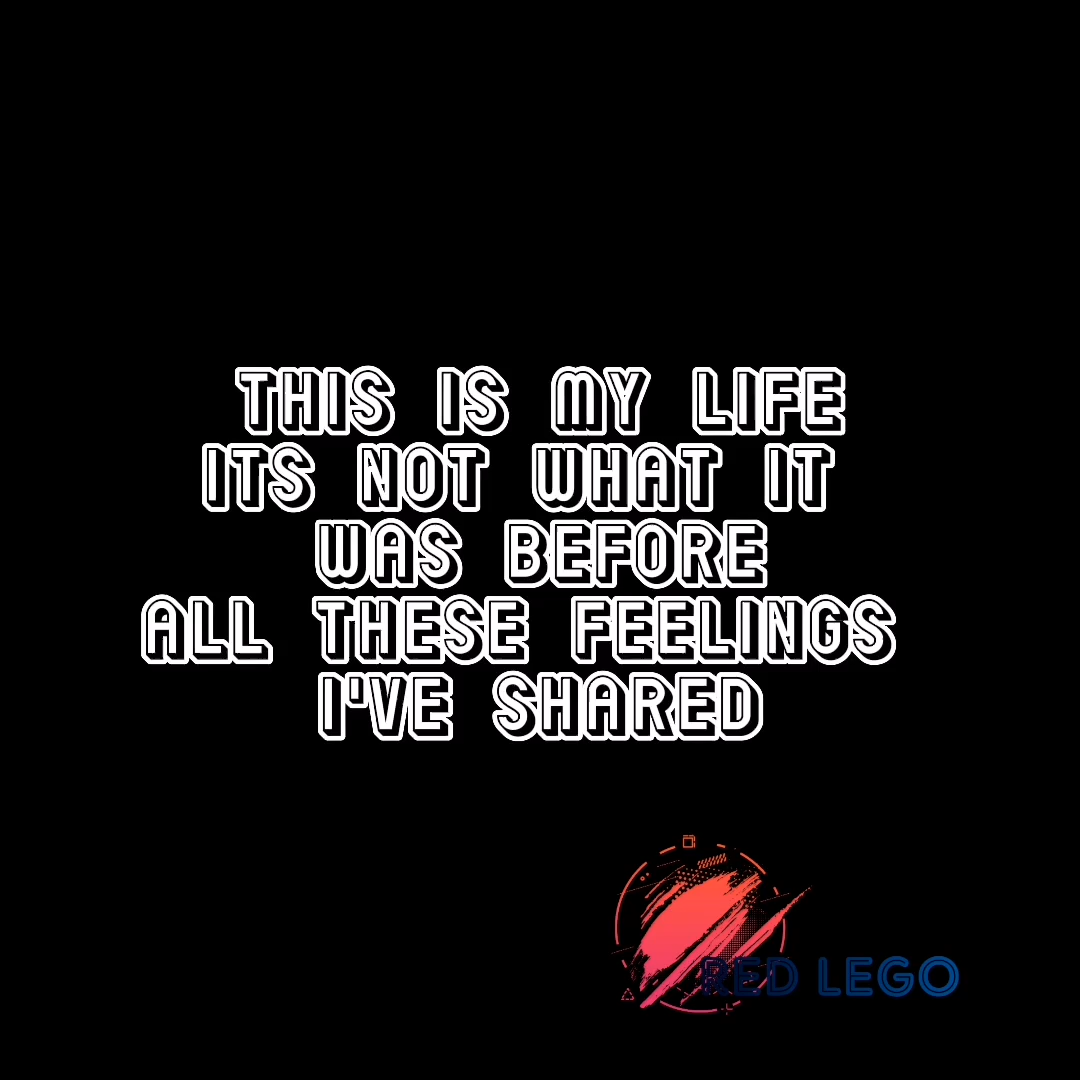 THIS IS MY LIFE
ITS NOT WHAT IT
WAS BEFORE
ALL THESE FEELINGS
I'VE SHARED
RED LEGO